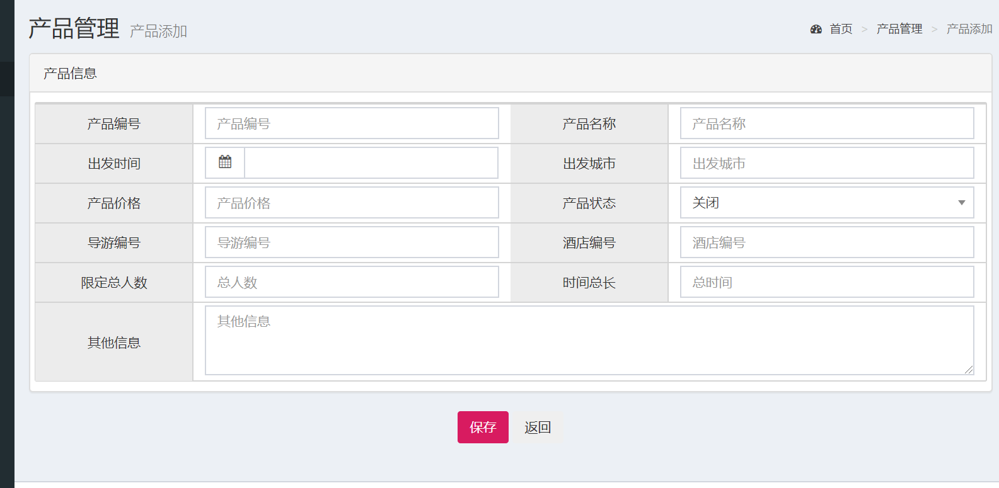 产品管理 产品添加
首页 > 产品管理 > 产品添加
产品信息
产品编号 产品编号 产品名称 产品名称
出发时间 出发城市 出发城市
产品价格 产品价格 产品状态 关闭
导游编号 导游编号 酒店编号 酒店编号
限定总人数 总人数 时间总长 总时间
其他信息 其他信息
保存 返回